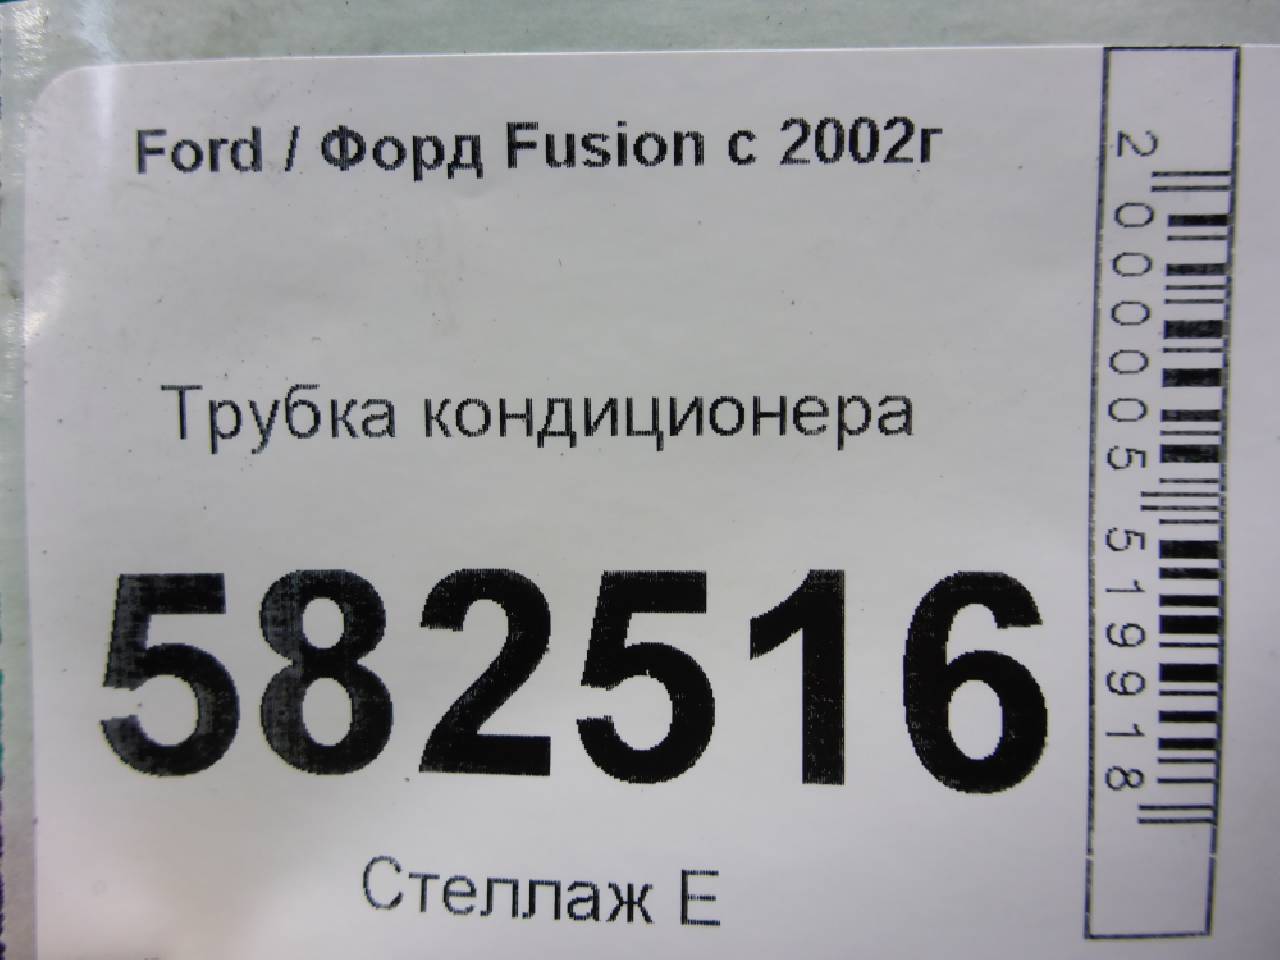 Ford / Форд Fusion с 2002г
Трубка кондиционера
582516
Стеллаж Е
2000005519918